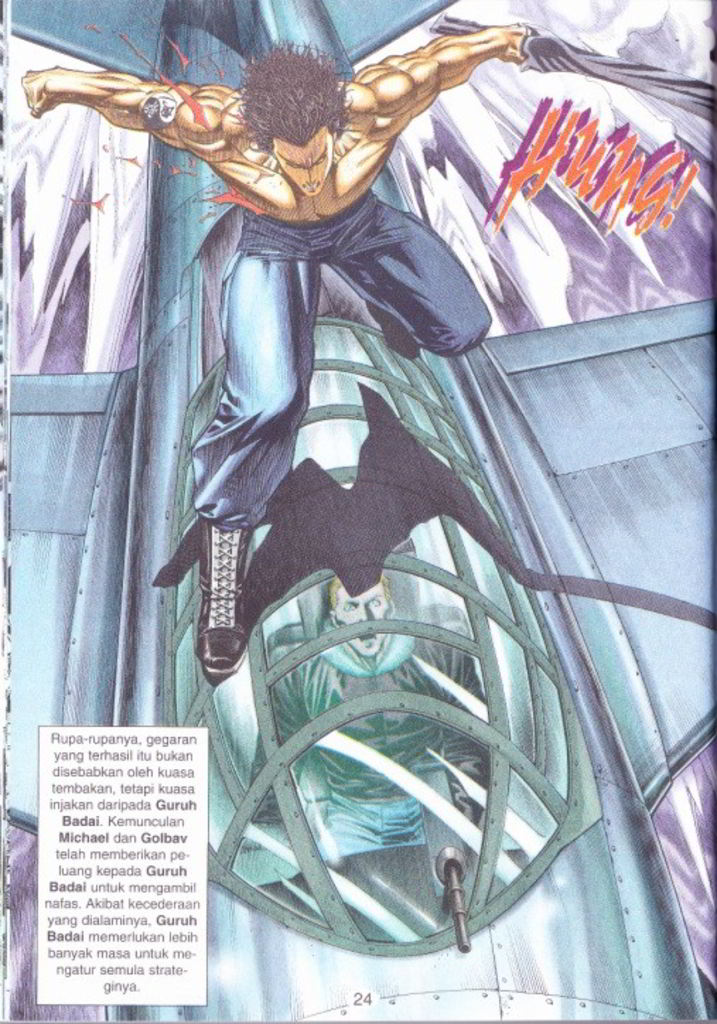 HUNG!
Rupa-rupanya, gegaran
yang terhasil itu bukan
disebabkan oleh kuasa
tembakan, tetapi kuasa
injakan daripada Guruh
Badai. Kemunculan
Michael dan Golbav
telah memberikan pe-
luang kepada Guruh
Badai untuk mengambil
nafas. Akibat kecederaan
yang dialaminya, Guruh
Badai memerlukan lebih
banyak masa untuk me-
ngatur semula strate-
ginya.
24